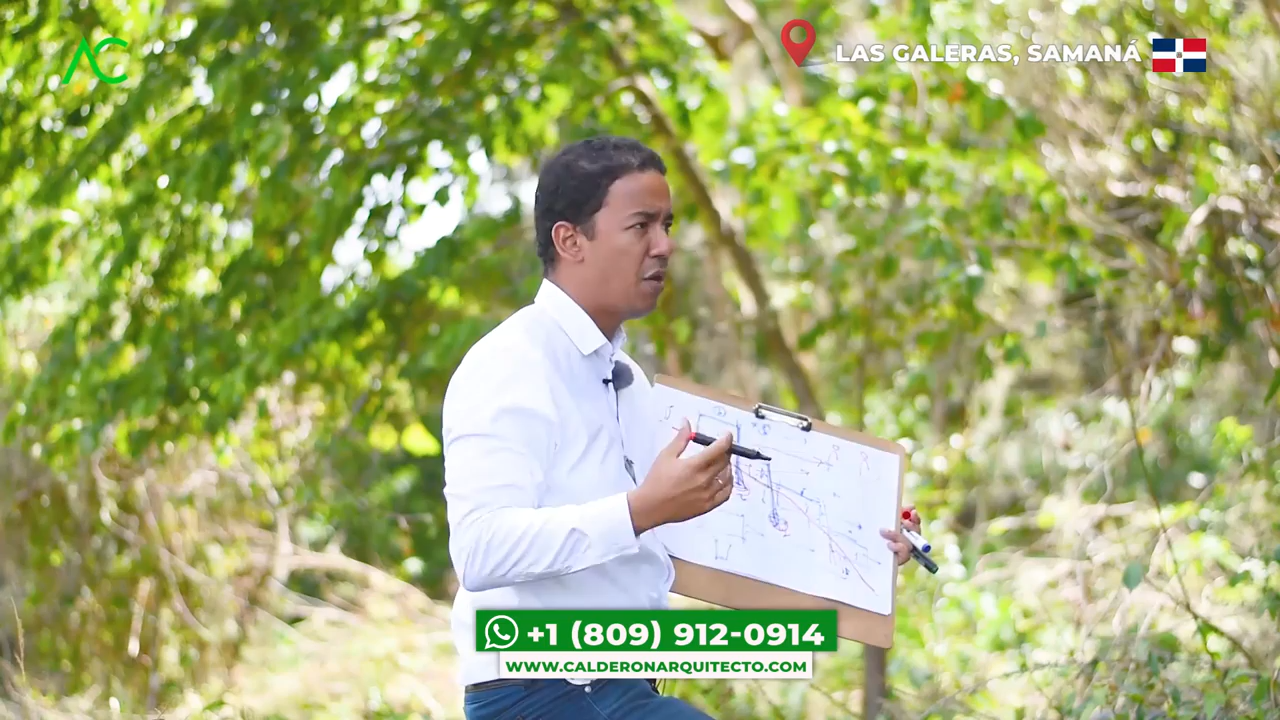 AC
LAS GALERAS, SAMANÁ
+1 (809) 912-0914
WWW.CALDERONARQUITECTO.COM